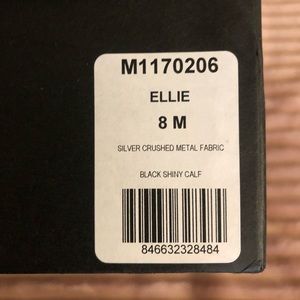 M1170206
ELLIE
8 M
SILVER CRUSHED METAL FABRIC
BLACK SHINY CALF
846632328484